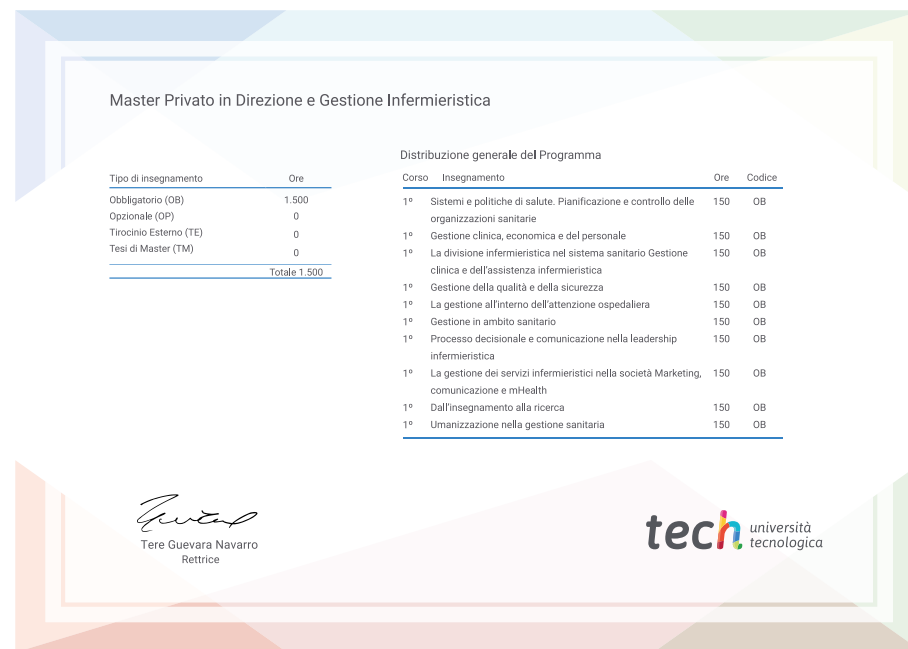 Master Privato in Direzione e Gestione Infermieristica
Tipo di insegnamento Ore
Obbligatorio (OB) 1.500
Opzionale (OP) 0
Tirocinio Esterno (TE) 0
Tesi di Master (TM) 0
Totale 1.500
Distribuzione generale del Programma
Corso Insegnamento Ore Codice
1º Sistemi e politiche di salute. Pianificazione e controllo delle 150 OB
organizzazioni sanitarie
1º Gestione clinica, economica e del personale 150 OB
1º La divisione infermieristica nel sistema sanitario Gestione 150 OB
clinica e dell'assistenza infermieristica
1º Gestione della qualità e della sicurezza 150 OB
1º La gestione all'interno dell'attenzione ospedaliera 150 OB
1º Gestione in ambito sanitario 150 OB
1º Processo decisionale e comunicazione nella leadership 150 OB
infermieristica
1º La gestione dei servizi infermieristici nella società Marketing, 150 OB
comunicazione e mHealth
1º Dall'insegnamento alla ricerca 150 OB
1º Umanizzazione nella gestione sanitaria 150 OB
Tere Guevara Navarro
Rettrice
tech università
tecnologica